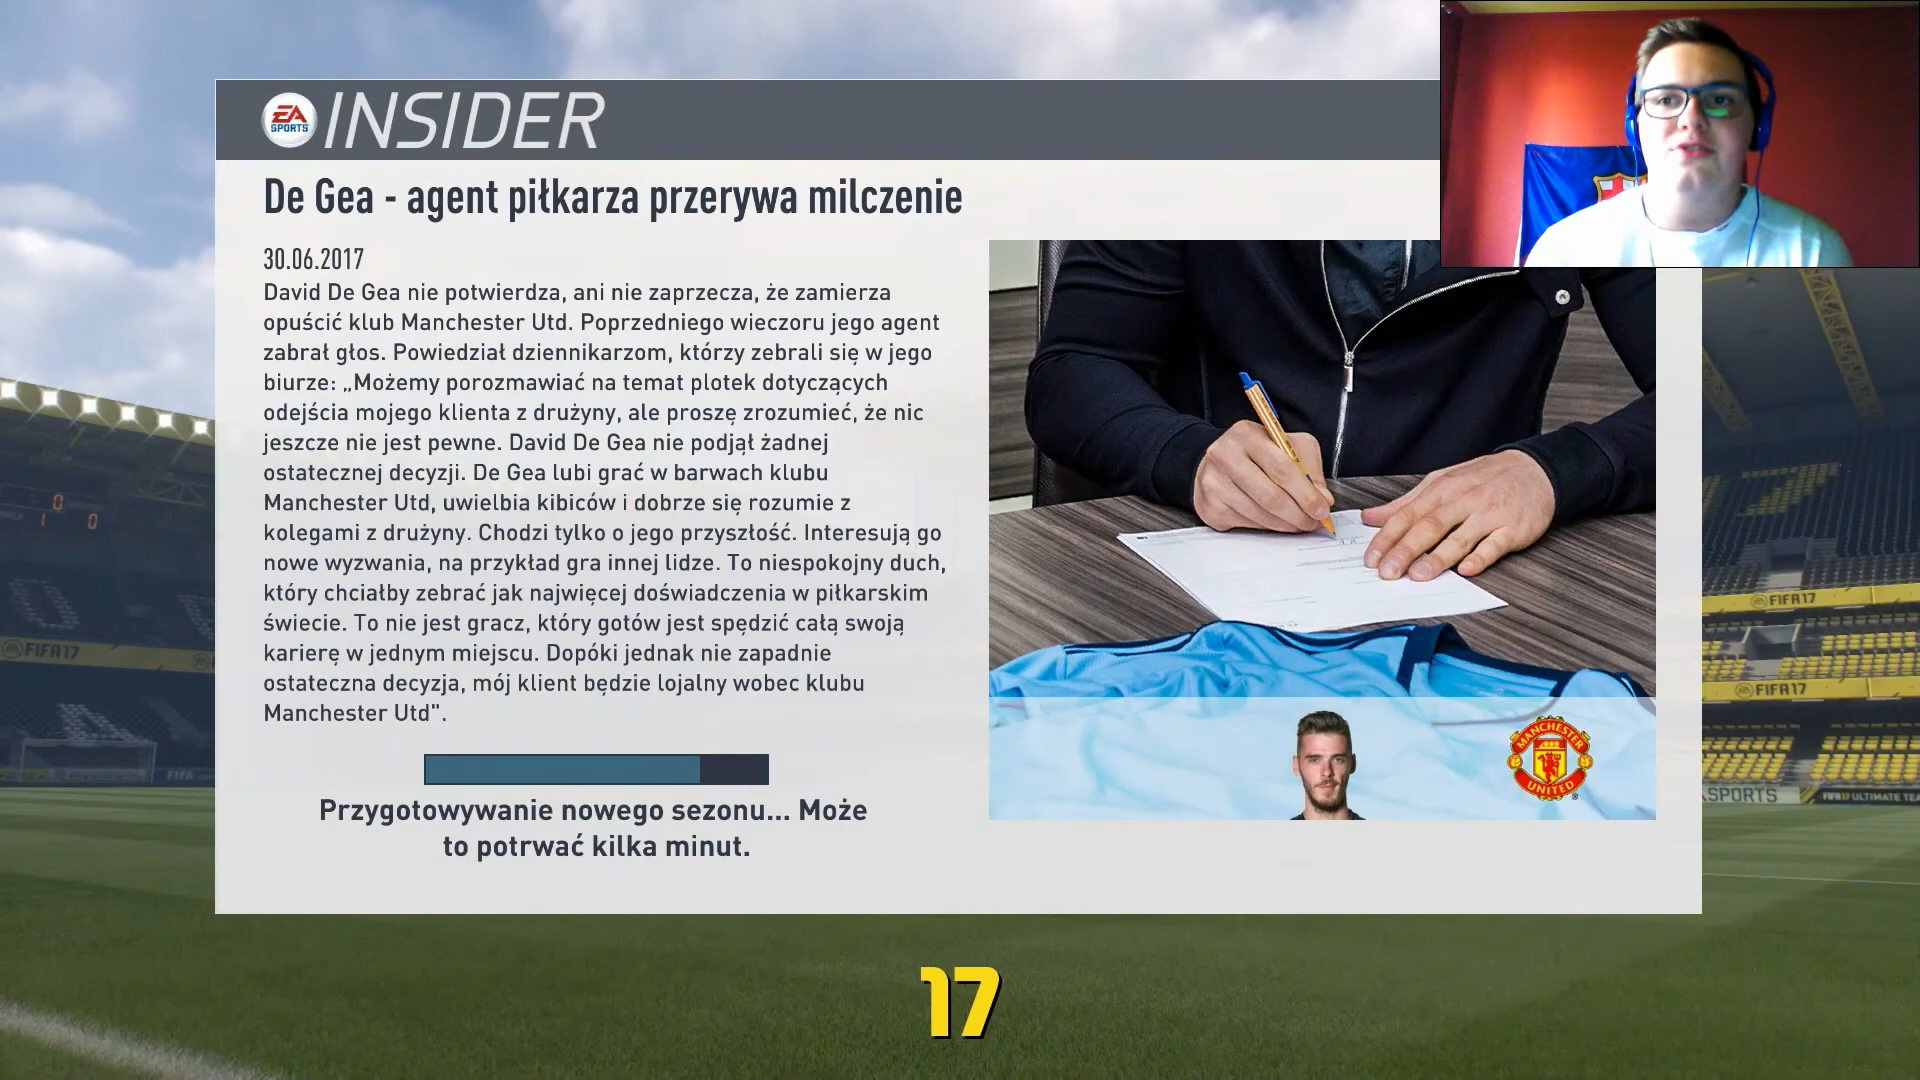 EA
SPORTS
INSIDER
De Gea - agent piłkarza przerywa milczenie
30.06.2017
David De Gea nie potwierdza, ani nie zaprzecza, że zamierza
opuścić klub Manchester Utd. Poprzedniego wieczoru jego agent
zabrał głos. Powiedział dziennikarzom, którzy zebrali się w jego
biurze: „Możemy porozmawiać na temat plotek dotyczących
odejścia mojego klienta z drużyny, ale proszę zrozumieć, że nic
jeszcze nie jest pewne. David De Gea nie podjął żadnej
ostatecznej decyzji. De Gea lubi grać w barwach klubu
Manchester Utd, uwielbia kibiców i dobrze się rozumie z
kolegami z drużyny. Chodzi tylko o jego przyszłość. Interesują go
nowe wyzwania, na przykład gra innej lidze. To niespokojny duch,
który chciałby zebrać jak najwięcej doświadczenia w piłkarskim
świecie. To nie jest gracz, który gotów jest spędzić całą swoją
karierę w jednym miejscu. Dopóki jednak nie zapadnie
ostateczna decyzja, mój klient będzie lojalny wobec klubu
Manchester Utd".
Przygotowywanie nowego sezonu... Może
to potrwać kilka minut.
MANCHESTER
UNITED
0
1 0
FIFA17
FIFA
FIFA17
FIFA17
SPORTS
FIFA17 ULTIMATE TEA
17